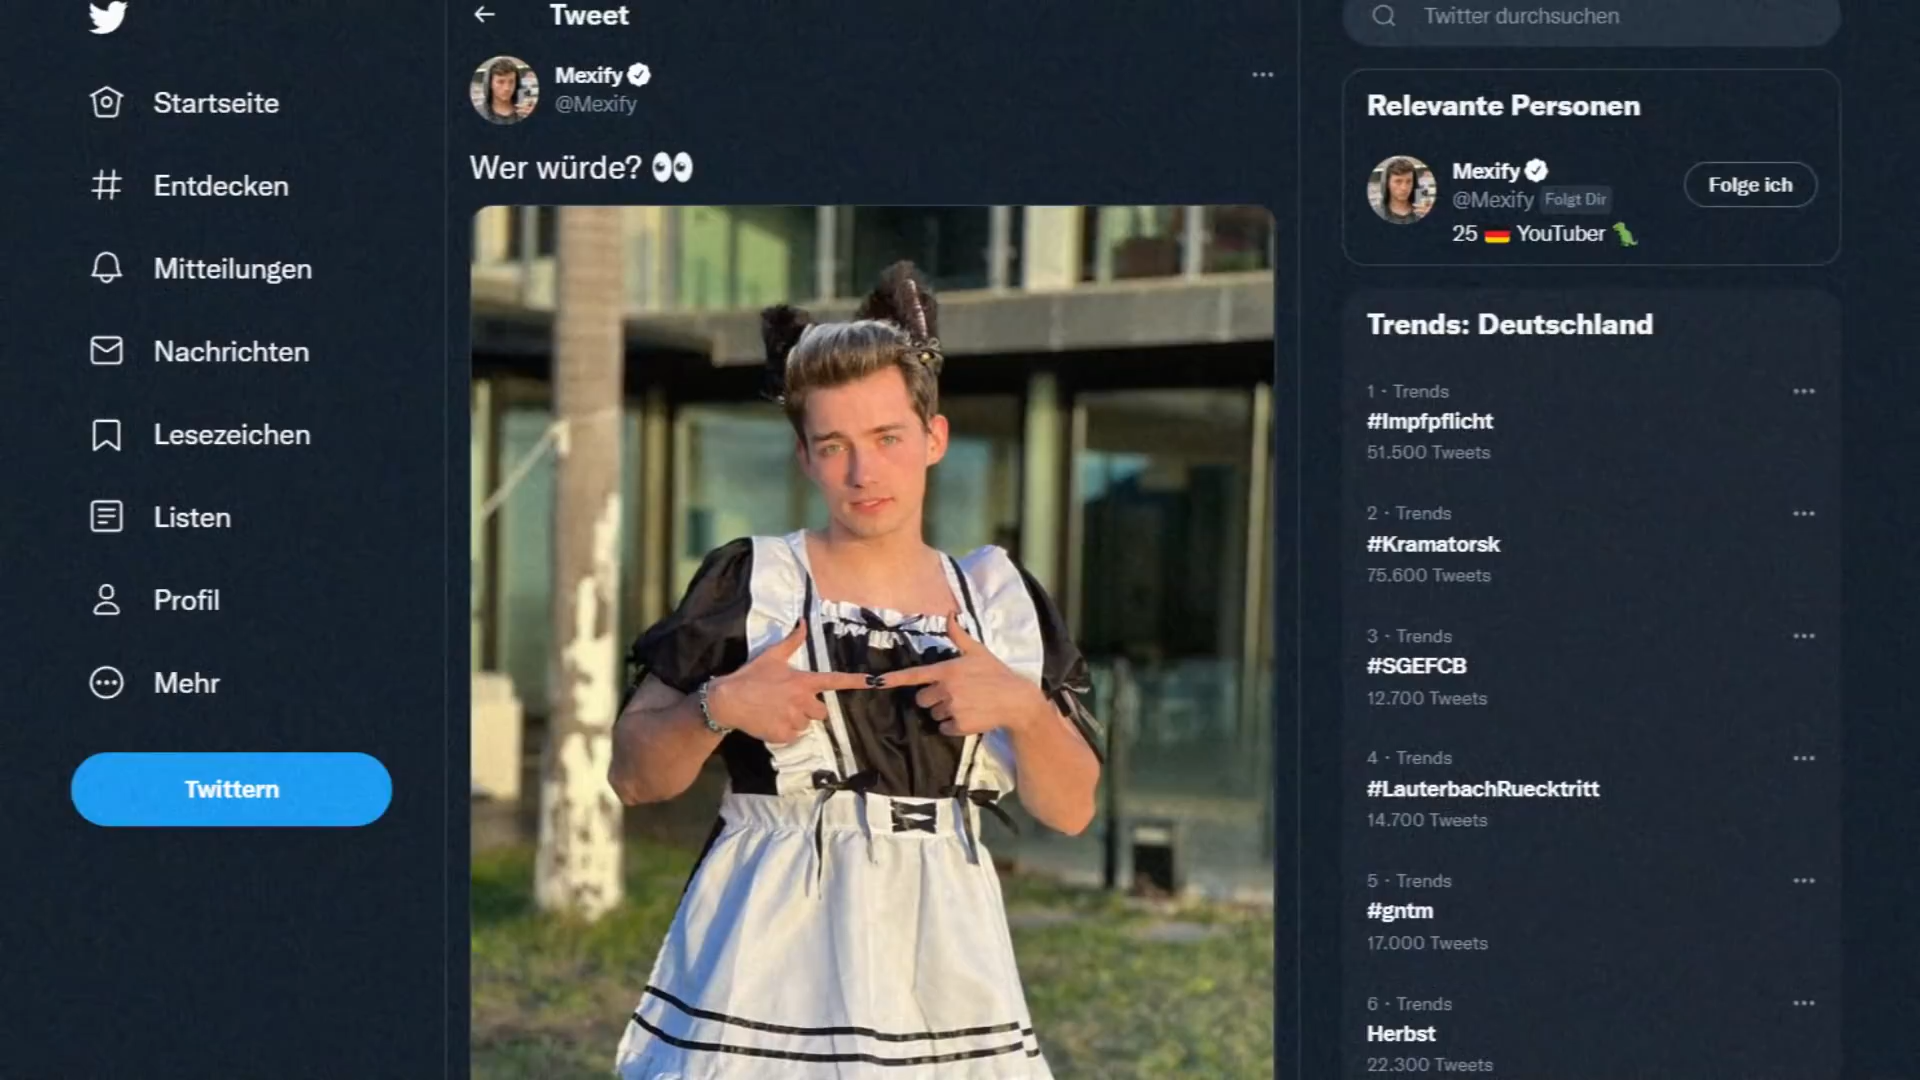 Startseite
Entdecken
Mitteilungen
Nachrichten
Lesezeichen
Listen
Profil
Mehr
Twittern
Tweet
Mexify
@Mexify
Wer würde? 👀
Twitter durchsuchen
Relevante Personen
Mexify
@Mexify Folgt Dir
25 🇩🇪 YouTuber 🦖
Folge ich
Trends: Deutschland
1 · Trends
#Impfpflicht
51.500 Tweets
2 · Trends
#Kramatorsk
75.600 Tweets
3 · Trends
#SGEFCB
12.700 Tweets
4 · Trends
#LauterbachRuecktritt
14.700 Tweets
5 · Trends
#gntm
17.000 Tweets
6 · Trends
Herbst
22.300 Tweets